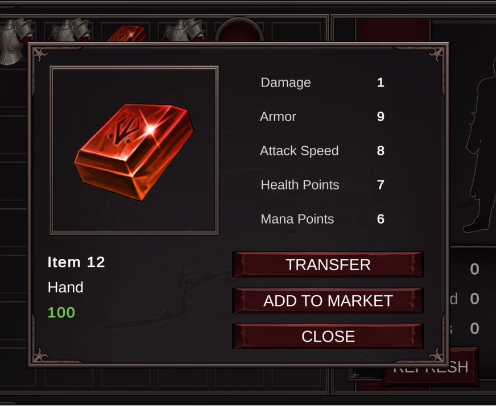 Damage 1
Armor 9
Attack Speed 8
Health Points 7
Mana Points 6
Item 12
Hand
100
TRANSFER
ADD TO MARKET
CLOSE
0
d 0
s 0
REFRESH